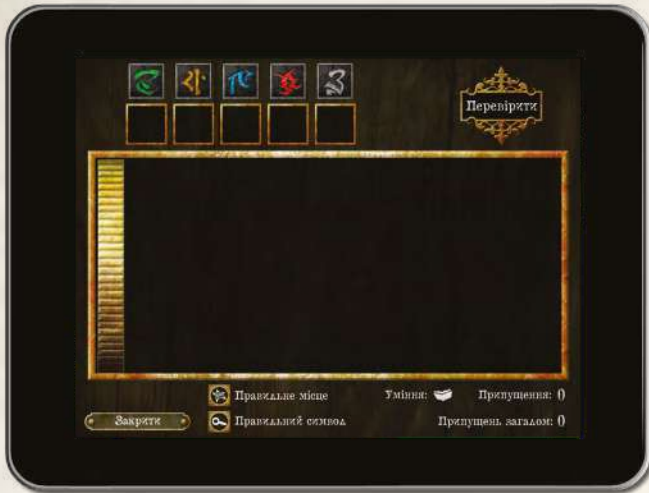 Перевірити
Правильне місце
Уміння:
Припущення: 0
Закрити
Правильний символ
Припущень загалом: 0